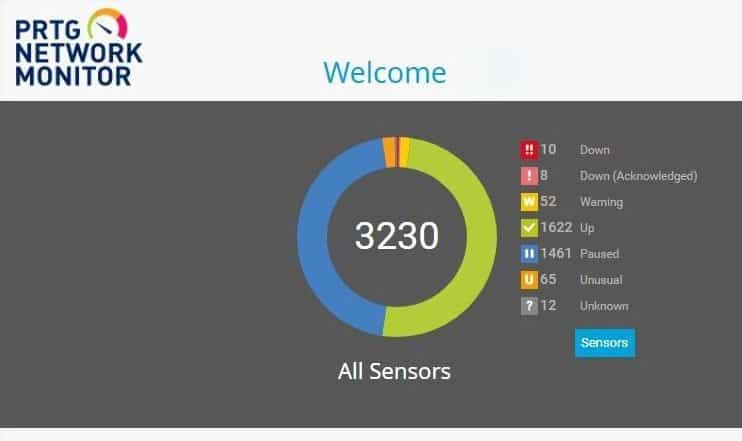 PRTG
NETWORK
MONITOR
Welcome
3230
All Sensors
!! 10 Down
! 8 Down (Acknowledged)
W 52 Warning
1622 Up
1461 Paused
U 65 Unusual
? 12 Unknown
Sensors